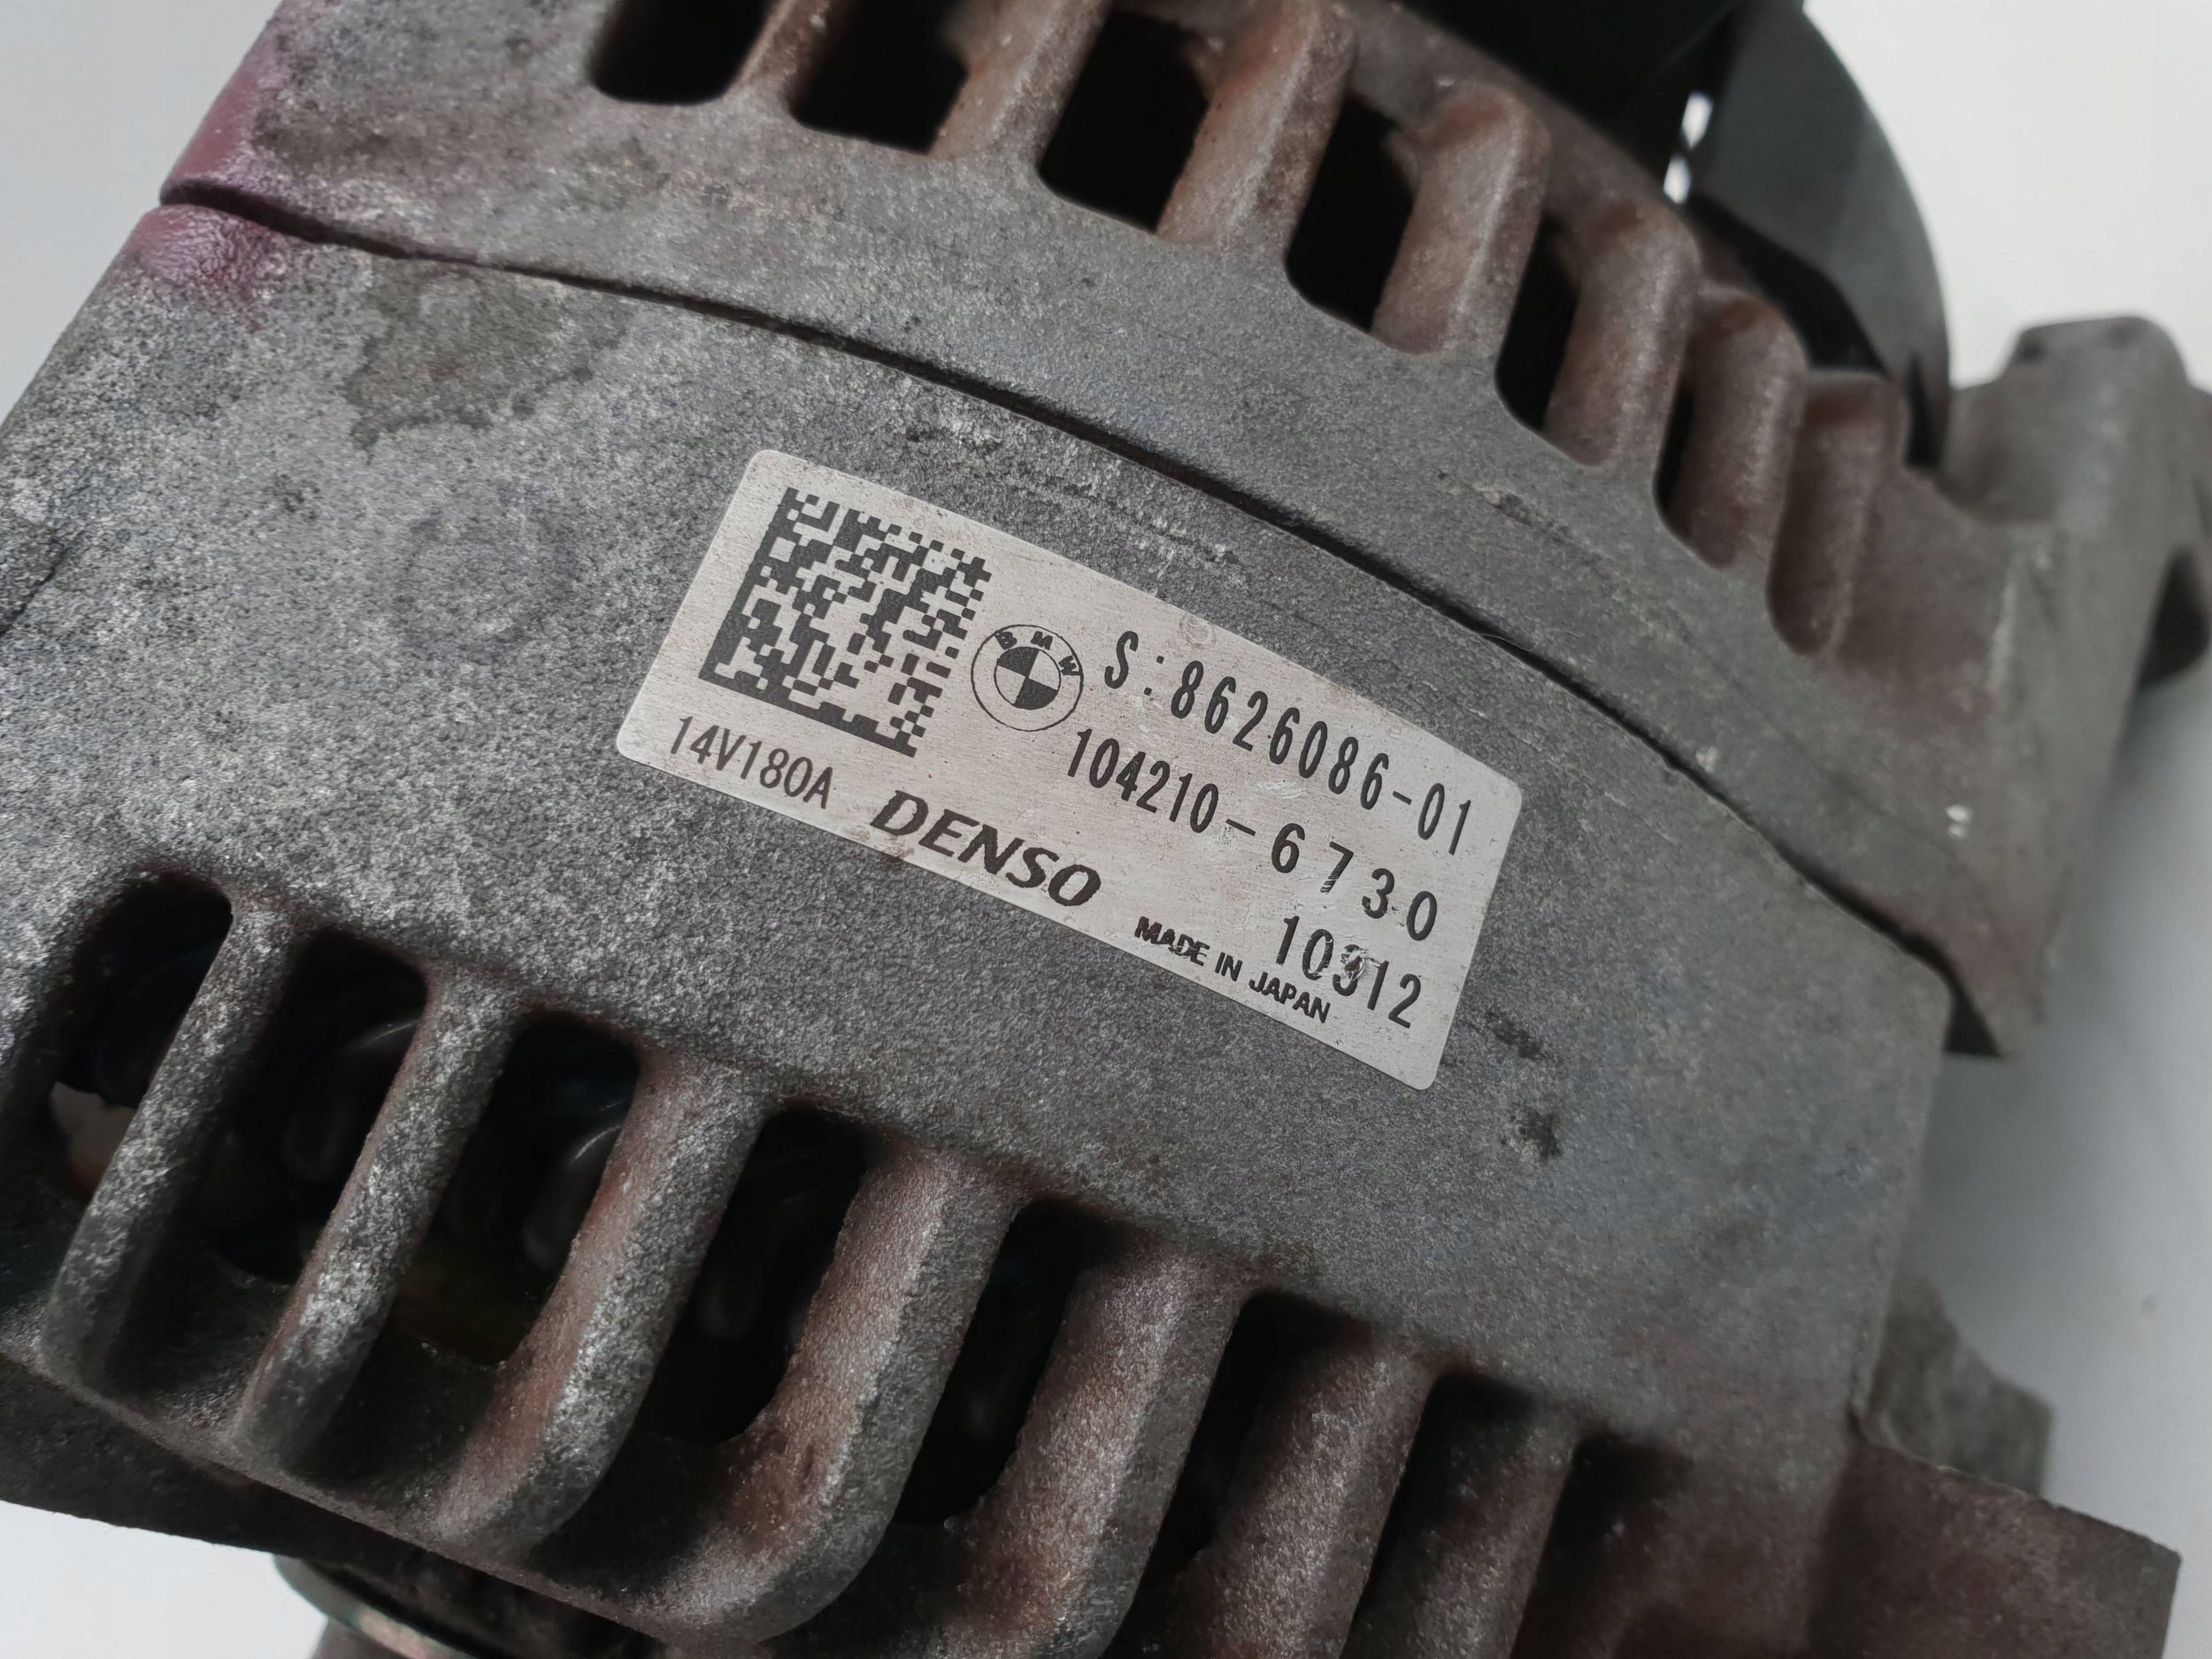 BMW
S:8626086-01
104210-6730
10312
14V180A
DENSO
MADE IN JAPAN